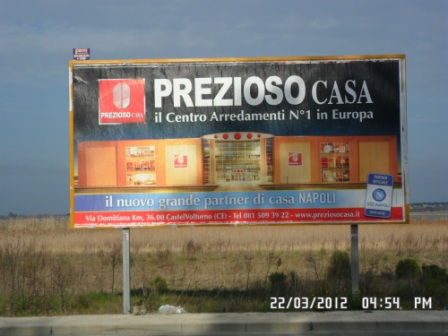 PREZIOSO CASA
il Centro Arredamenti N°1 in Europa
PREZIOSO CASA
il nuovo grande partner di casa NAPOLI
Via Domitiana Km. 36.00 CastelVolturno (CE) - Tel 081 509 39 22 - www.preziosocasa.it
22/03/2012 04:54 PM